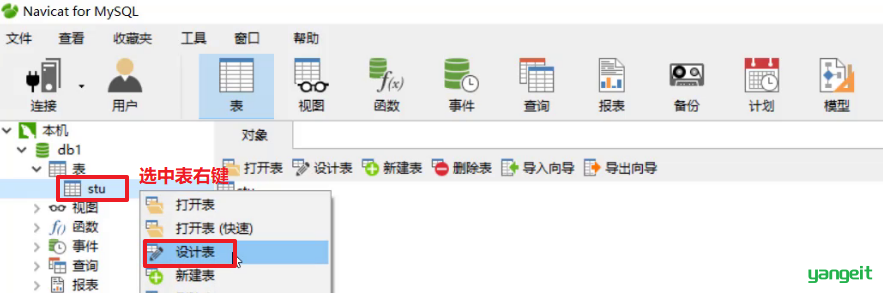 Navicat for MySQL
文件 查看 收藏夹 工具 窗口 帮助
连接 用户 表 视图 函数 事件 查询 报表 备份 计划 模型
本机
对象
db1
表
打开表 设计表 新建表 删除表 导入向导 导出向导
选中表右键
stu
视图
打开表
函数
打开表 (快速)
事件
设计表
查询
新建表
报表
yangeit